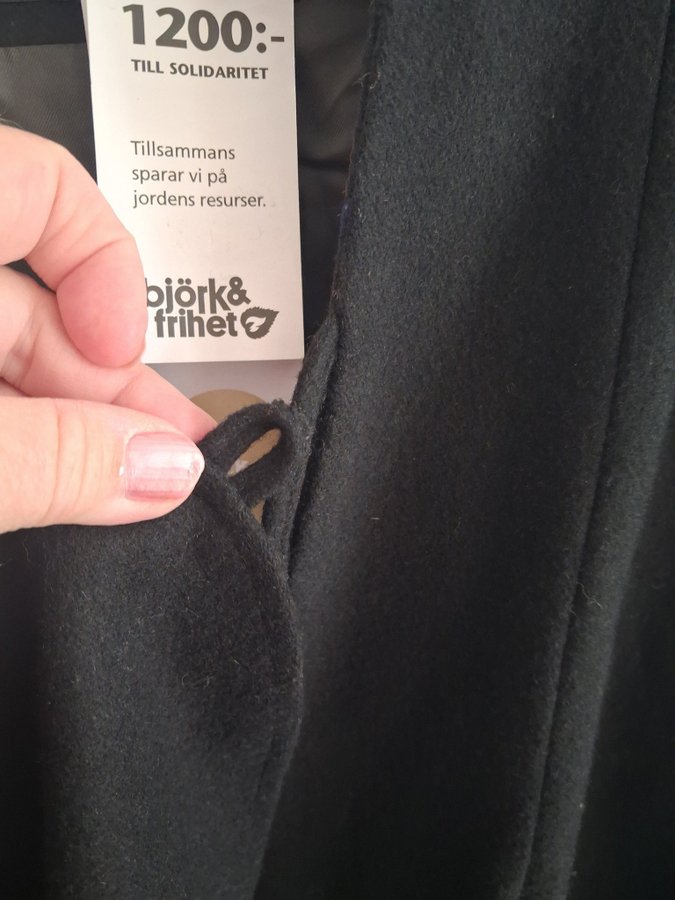 1200:-
TILL SOLIDARITET
Tillsammans
sparar vi på
jordens resurser.
björk&
frihet